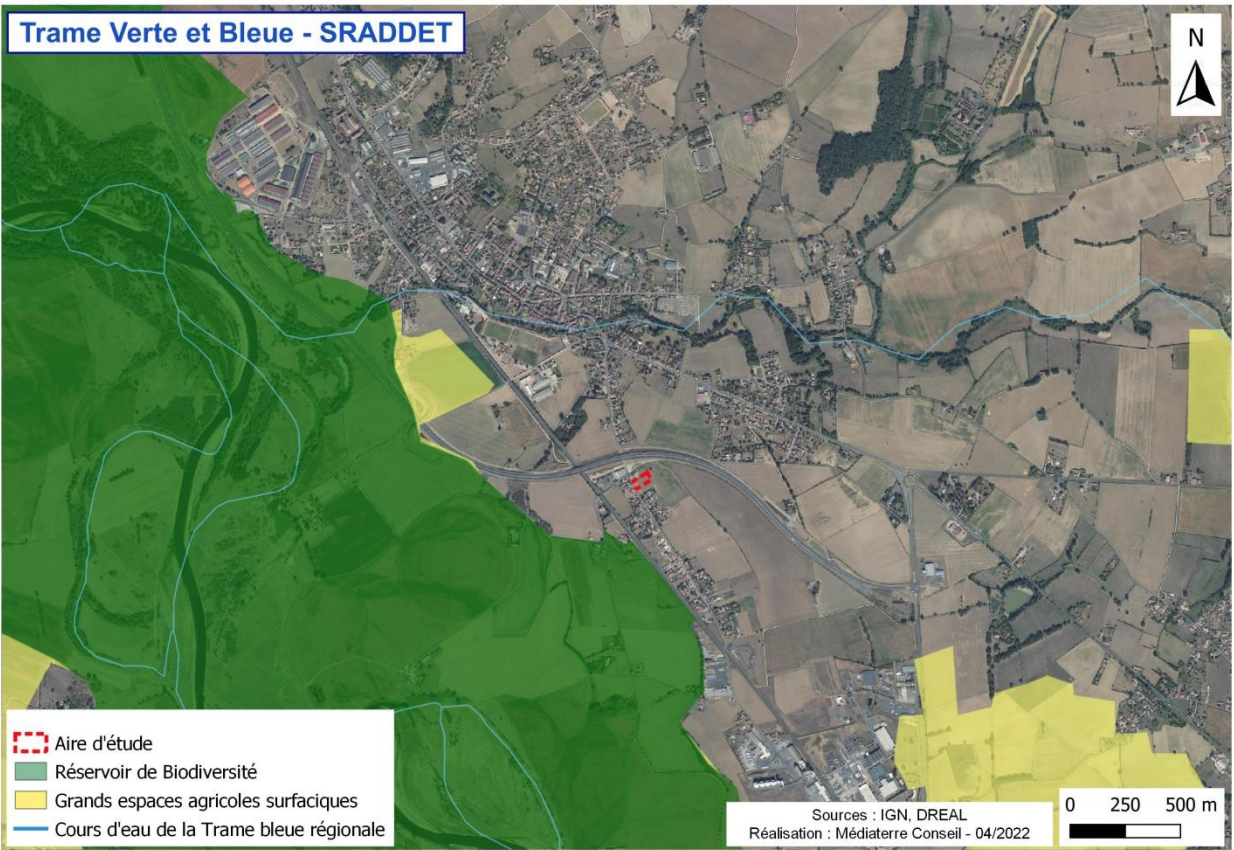 Trame Verte et Bleue - SRADDET
N
Aire d'étude
Réservoir de Biodiversité
Grands espaces agricoles surfaciques
Cours d'eau de la Trame bleue régionale
Sources : IGN, DREAL
Réalisation : Médiaterre Conseil - 04/2022
0 250 500 m